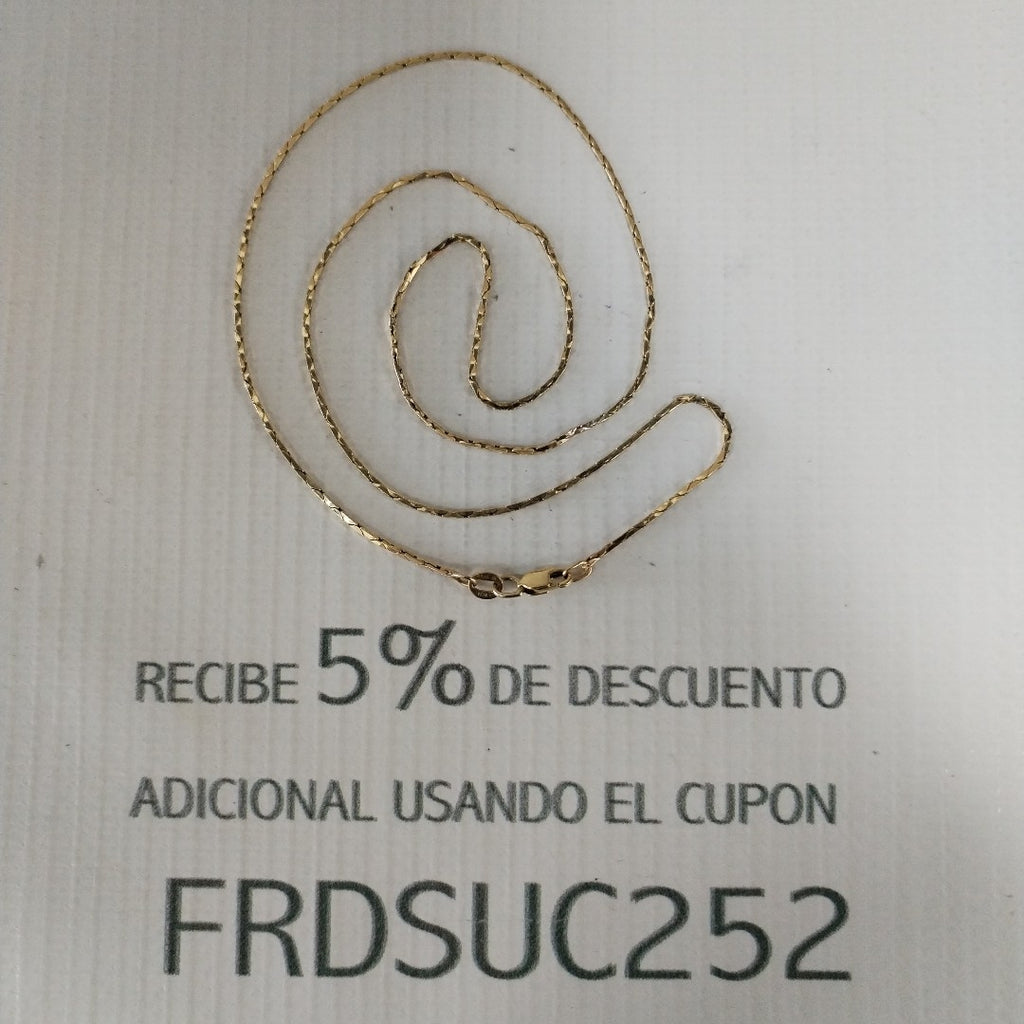 RECIBE 5% DE DESCUENTO
ADICIONAL USANDO EL CUPON
FRDSUC252